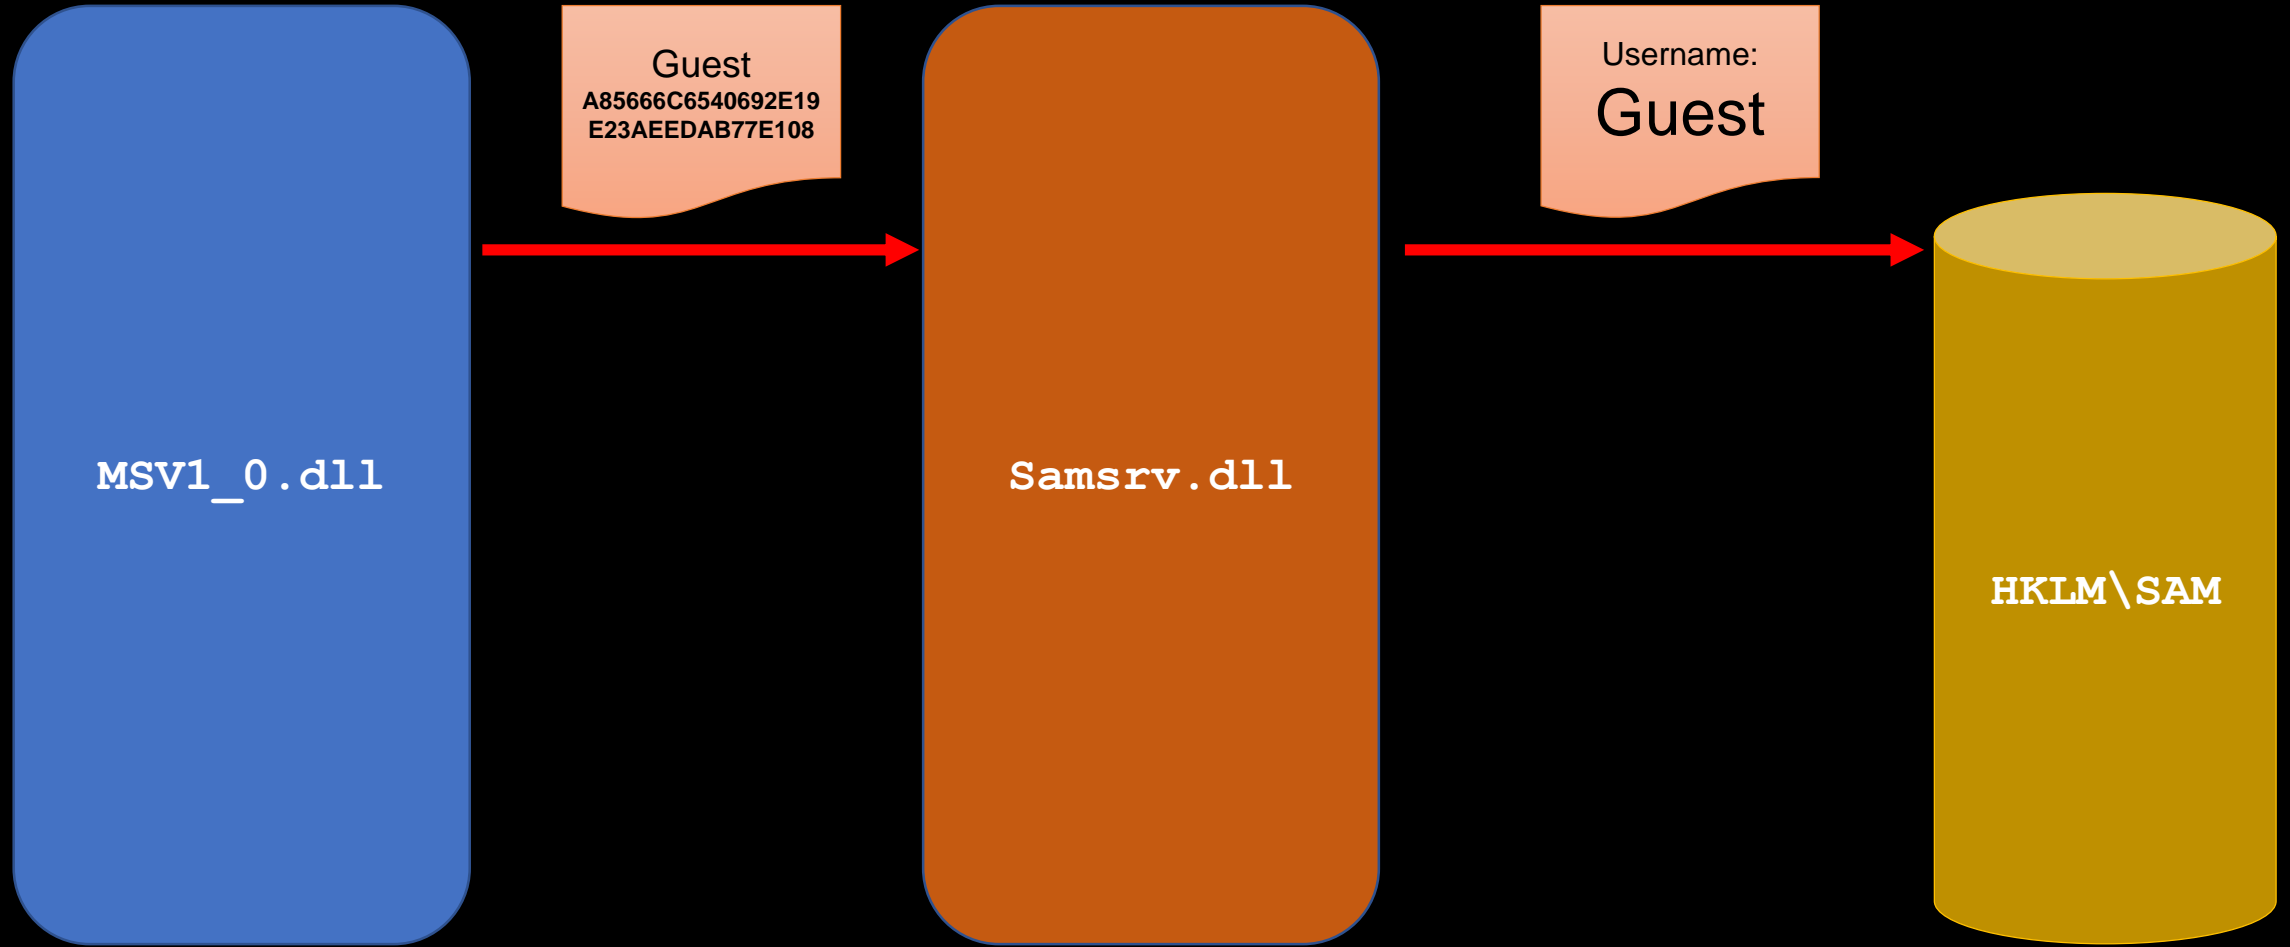 Guest
A85666C6540692E19
E23AEEDAB77E108
Username:
Guest
MSV1_0.dll
Samsrv.dll
HKLM\SAM